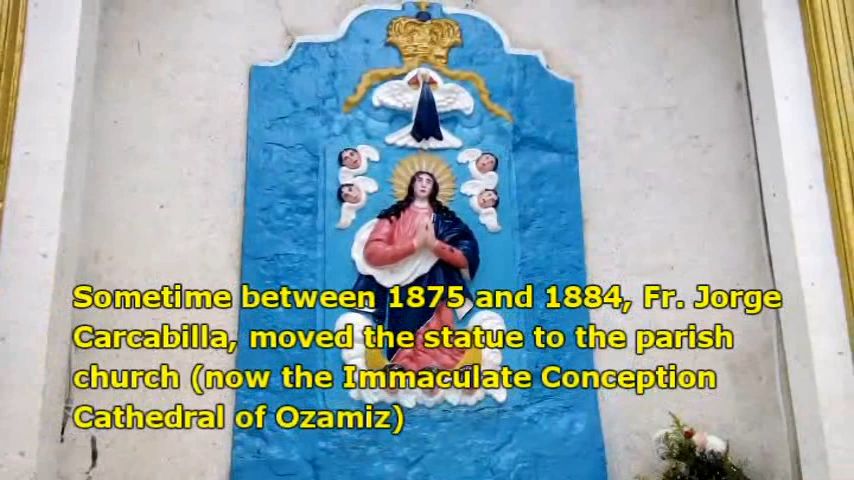 Sometime between 1875 and 1884, Fr. Jorge
Carcabilla, moved the statue to the parish
church (now the Immaculate Conception
Cathedral of Ozamiz)